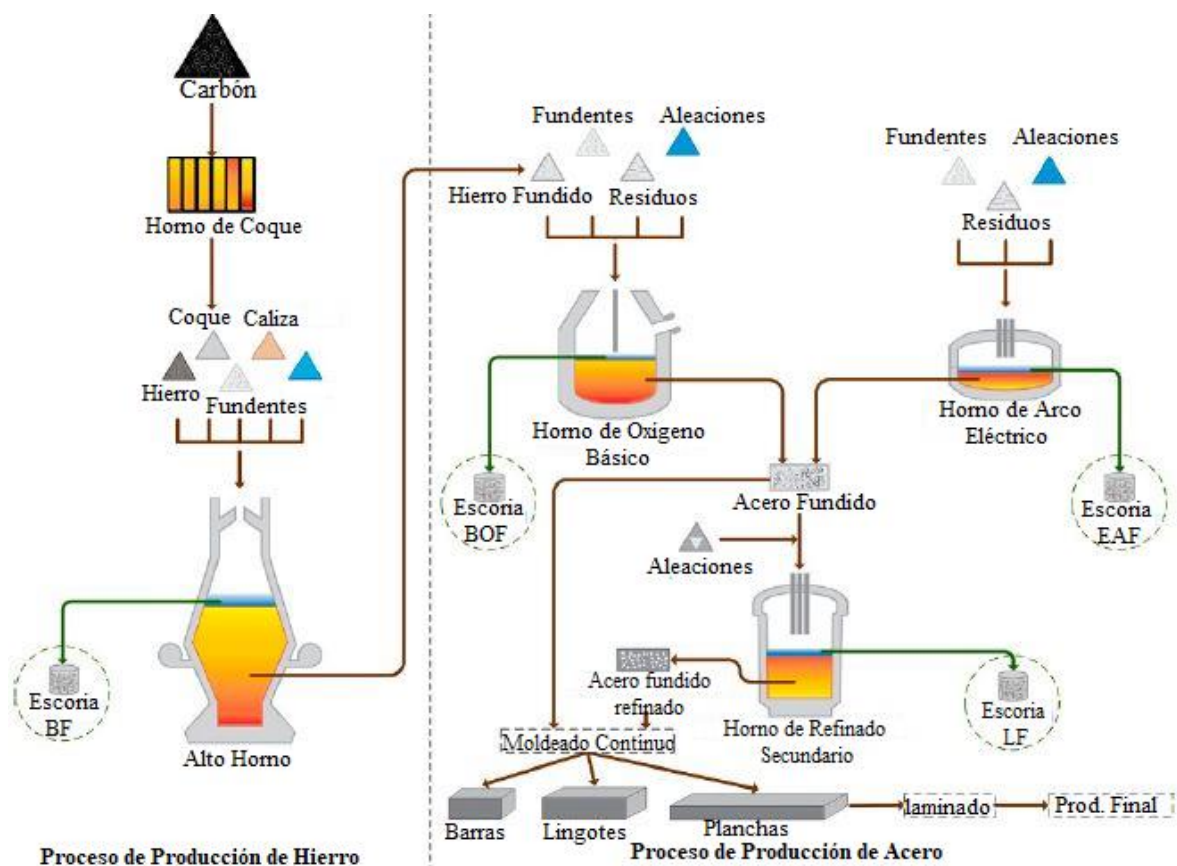 Carbón
Horno de Coque
Coque
Caliza
Hierro
Fundentes
Escoria
BF
Alto Horno
Proceso de Producción de Hierro
Fundentes
Aleaciones
Hierro Fundido
Residuos
Horno de Oxigeno
Básico
Escoria
BOF
Fundentes
Aleaciones
Residuos
Horno de Arco
Eléctrico
Escoria
EAF
Acero Fundido
Aleaciones
Acero fundido
refinado
Horno de Refinado
Secundario
Escoria
LF
Moldeado Contínuo
Barras
Lingotes
Planchas
laminado
Prod. Final
Proceso de Producción de Acero